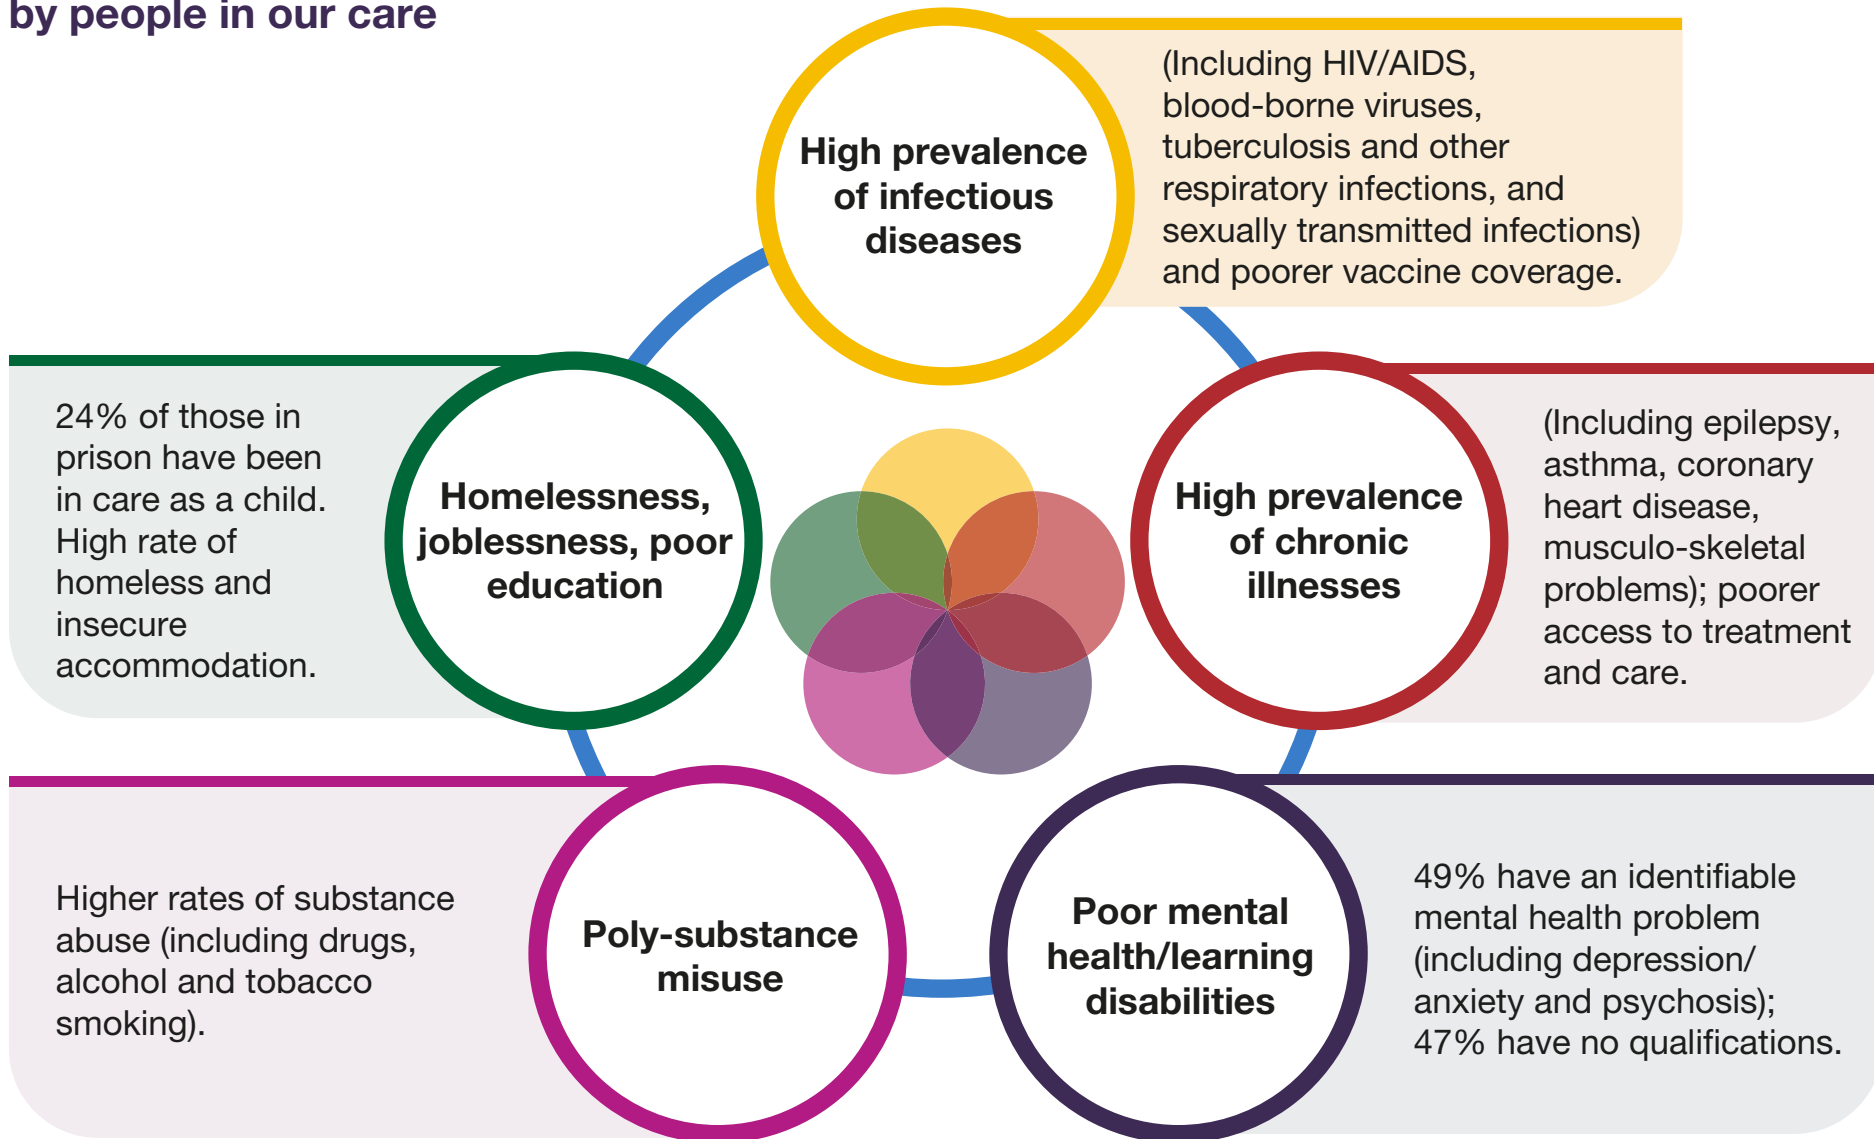 by people in our care
High prevalence
of infectious
diseases
(Including HIV/AIDS,
blood-borne viruses,
tuberculosis and other
respiratory infections, and
sexually transmitted infections)
and poorer vaccine coverage.
24% of those in
prison have been
in care as a child.
High rate of
homeless and
insecure
accommodation.
Homelessness,
joblessness, poor
education
High prevalence
of chronic
illnesses
(Including epilepsy,
asthma, coronary
heart disease,
musculo-skeletal
problems); poorer
access to treatment
and care.
Higher rates of substance
abuse (including drugs,
alcohol and tobacco
smoking).
Poly-substance
misuse
Poor mental
health/learning
disabilities
49% have an identifiable
mental health problem
(including depression/
anxiety and psychosis);
47% have no qualifications.